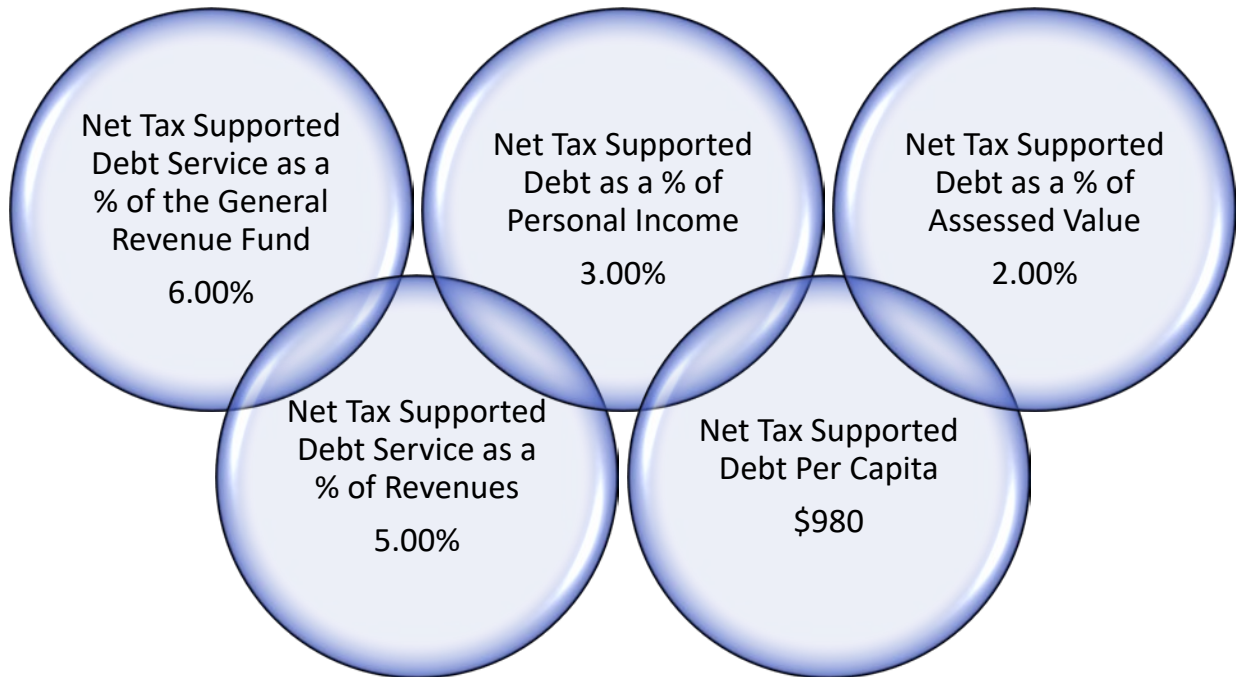 Net Tax Supported
Debt Service as a
% of the General
Revenue Fund
6.00%
Net Tax Supported
Debt Service as a
% of Revenues
5.00%
Net Tax Supported
Debt as a % of
Personal Income
3.00%
Net Tax Supported
Debt Per Capita
$980
Net Tax Supported
Debt as a % of
Assessed Value
2.00%